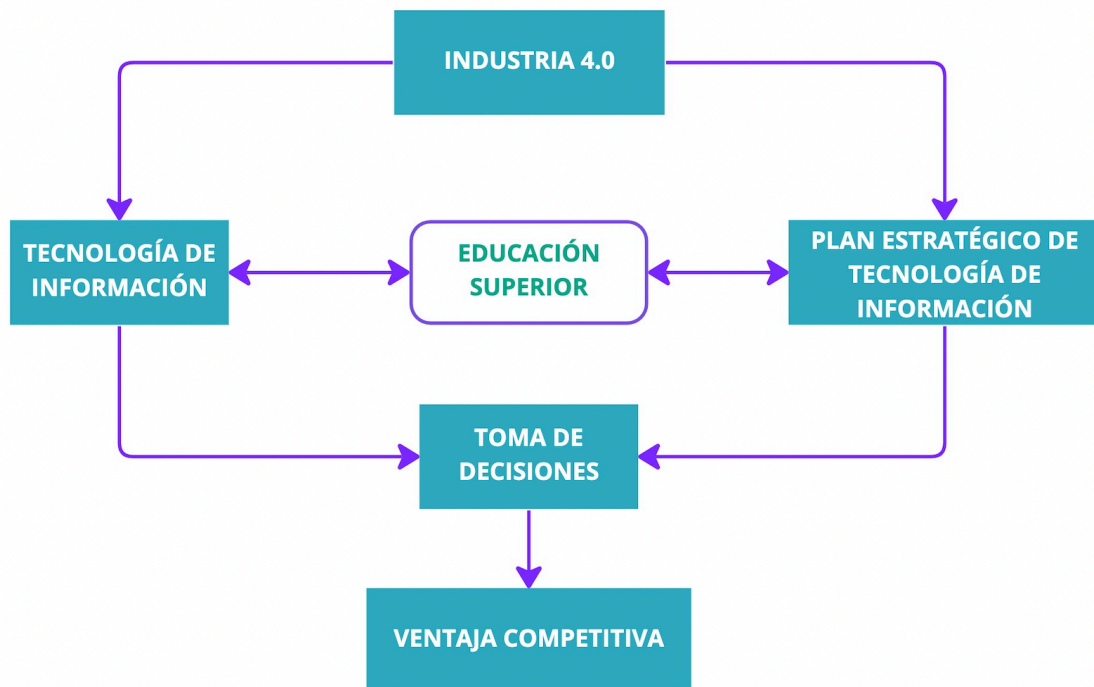 INDUSTRIA 4.0
TECNOLOGÍA DE
INFORMACIÓN
EDUCACIÓN
SUPERIOR
PLAN ESTRATÉGICO DE
TECNOLOGÍA DE
INFORMACIÓN
TOMA DE
DECISIONES
VENTAJA COMPETITIVA